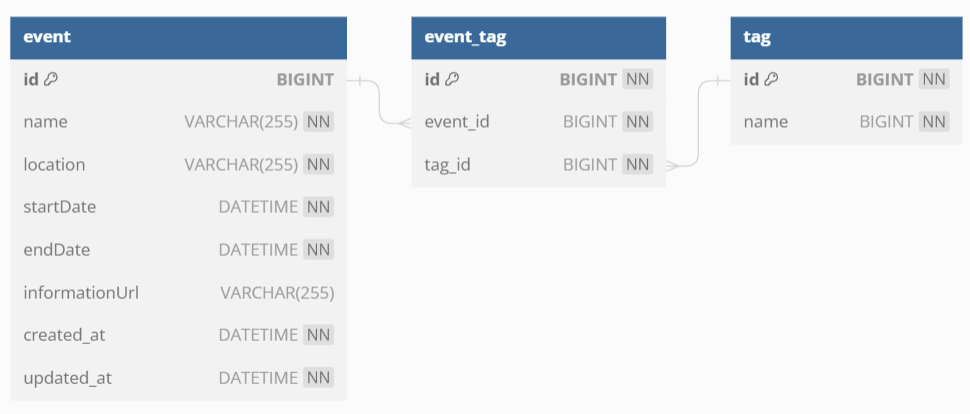 event
id BIGINT
name VARCHAR(255) NN
location VARCHAR(255) NN
startDate DATETIME NN
endDate DATETIME NN
informationUrl VARCHAR(255)
created_at DATETIME NN
updated_at DATETIME NN
event_tag
id BIGINT NN
event_id BIGINT NN
tag_id BIGINT NN
tag
id BIGINT NN
name BIGINT NN